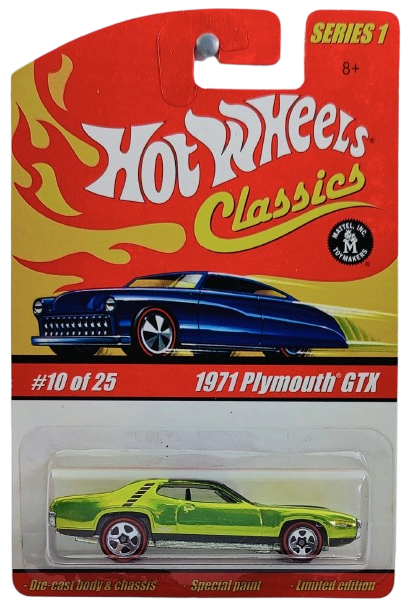 SERIES 1
8+
HOT WHEELS®
Classics
MATTEL, INC.
M
TOYMAKERS
#10 of 25
1971 Plymouth® GTX
·Die-cast body & chassis ·Special paint ·Limited edition